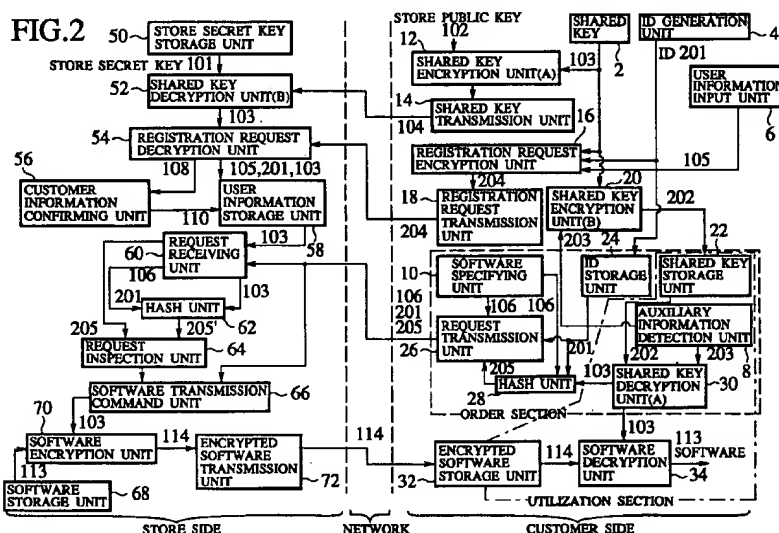 FIG.2
50
STORE SECRET KEY
STORAGE UNIT
STORE SECRET KEY 101
52
SHARED KEY
DECRYPTION UNIT(B)
103
54
REGISTRATION REQUEST
DECRYPTION UNIT
108
105,201,103
56
CUSTOMER
INFORMATION
CONFIRMING UNIT
110
USER
INFORMATION
STORAGE UNIT
58
103
60
REQUEST
RECEIVING
UNIT
106
103
201
HASH UNIT
62
205
205'
REQUEST
INSPECTION UNIT
64
SOFTWARE TRANSMISSION
COMMAND UNIT
66
70
103
SOFTWARE
ENCRYPTION UNIT
114
ENCRYPTED
SOFTWARE
TRANSMISSION
UNIT
72
114
113
SOFTWARE
STORAGE UNIT
68
STORE SIDE
NETWORK
CUSTOMER SIDE
STORE PUBLIC KEY
102
12
SHARED KEY
ENCRYPTION UNIT(A)
103
SHARED
KEY
2
ID GENERATION
UNIT
4
ID 201
USER
INFORMATION
INPUT UNIT
6
14
104
SHARED KEY
TRANSMISSION UNIT
16
REGISTRATION REQUEST
ENCRYPTION UNIT
105
204
18
204
REGISTRATION
REQUEST
TRANSMISSION
UNIT
20
SHARED KEY
ENCRYPTION
UNIT(B)
202
203
24
22
10
SOFTWARE
SPECIFYING
UNIT
ID STORAGE
UNIT
SHARED KEY
STORAGE
UNIT
106
201
205
106
106
26
REQUEST
TRANSMISSION
UNIT
201
AUXILIARY INFORMATION
DETECTION UNIT
8
202
203
205
HASH UNIT
28
103
SHARED KEY
DECRYPTION
UNIT(A)
30
ORDER SECTION
103
32
ENCRYPTED
SOFTWARE
STORAGE UNIT
114
SOFTWARE
DECRYPTION
UNIT
34
113
SOFTWARE
UTILIZATION SECTION